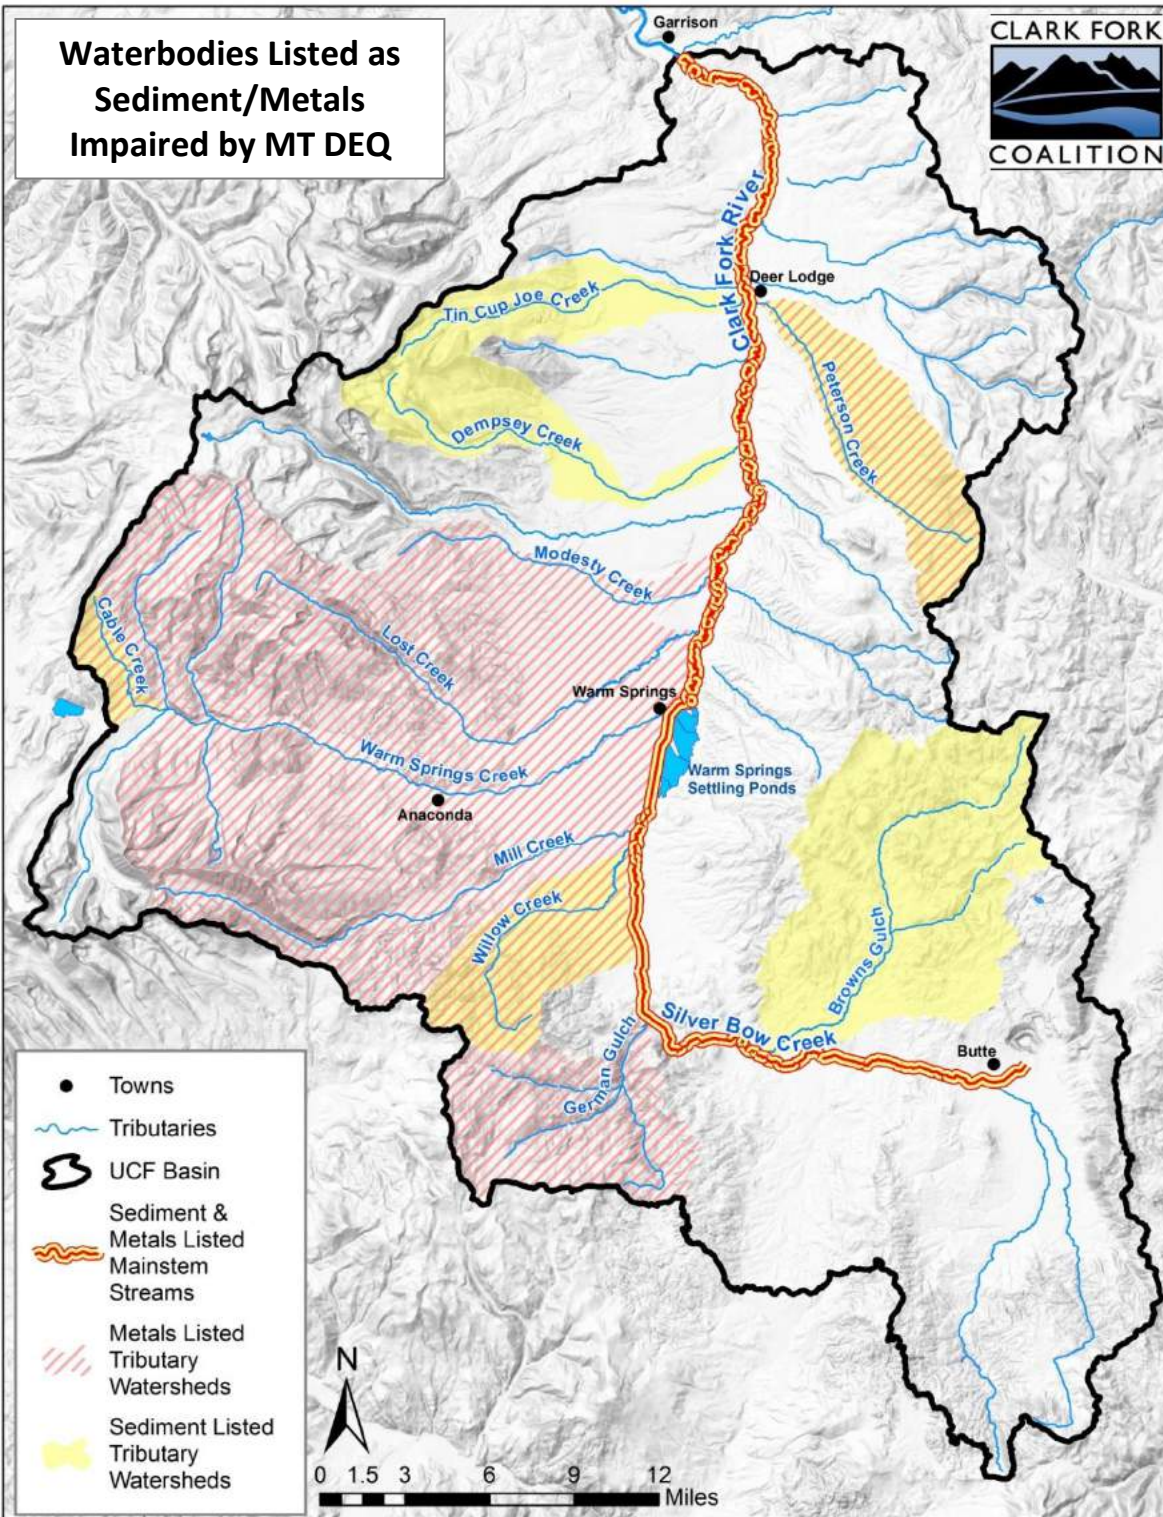 Waterbodies Listed as
Sediment/Metals
Impaired by MT DEQ
Garrison
CLARK FORK
COALITION
Clark Fork River
Deer Lodge
Tin Cup Joe Creek
Peterson Creek
Dempsey Creek
Modesty Creek
Cable Creek
Lost Creek
Warm Springs
Warm Springs Creek
Warm Springs
Settling Ponds
Anaconda
Mill Creek
Willow Creek
Browns Gulch
Silver Bow Creek
German Gulch
Butte
Towns
Tributaries
UCF Basin
Sediment &
Metals Listed
Mainstem
Streams
Metals Listed
Tributary
Watersheds
Sediment Listed
Tributary
Watersheds
N
0 1.5 3 6 9 12
Miles